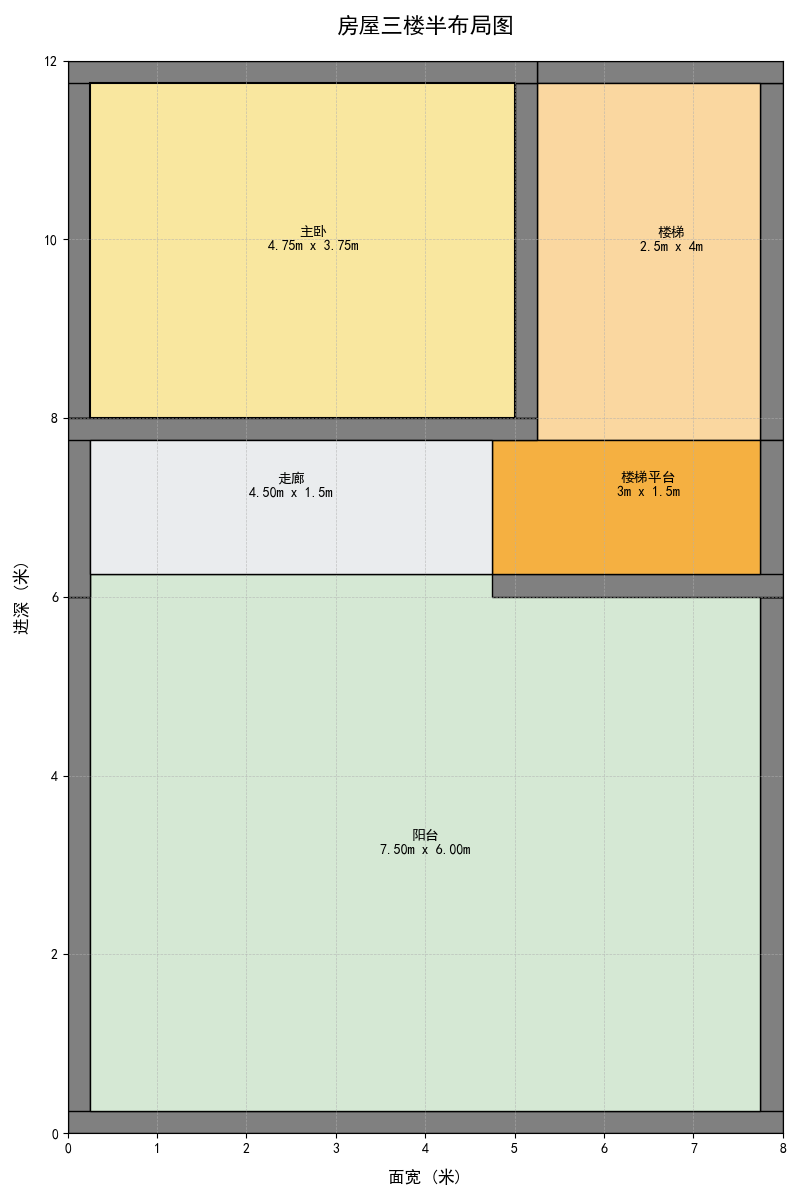 房屋三楼半布局图
12
主卧
4.75m x 3.75m
楼梯
2.5m x 4m
10
8
走廊
4.50m x 1.5m
楼梯平台
3m x 1.5m
进深 (米)
6
4
阳台
7.50m x 6.00m
2
0
0 1 2 3 4 5 6 7 8
面宽 (米)